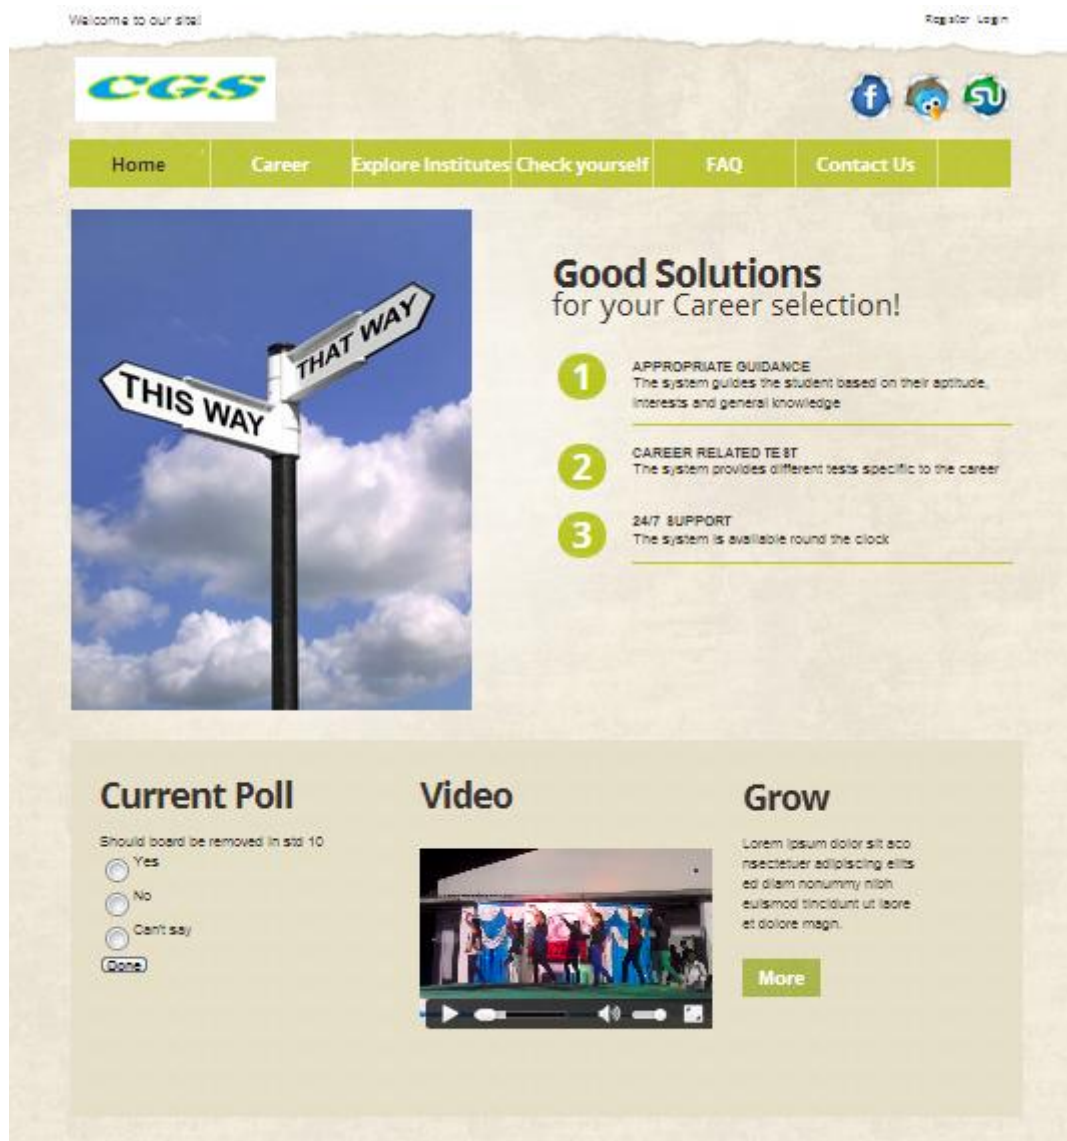 Welcome to our site!
Register Login
CGS
Home Career Explore Institutes Check yourself FAQ Contact Us
THIS WAY
THAT WAY
Good Solutions
for your Career selection!
1
APPROPRIATE GUIDANCE
The system guides the student based on their aptitude,
interests and general knowledge
2
CAREER RELATED TEST
The system provides different tests specific to the career
3
24/7 SUPPORT
The system is available round the clock
Current Poll
Should board be removed in std 10
Yes
No
Can't say
Done
Video
Grow
Lorem ipsum dolor sit aco
nsectetuer adipiscing elits
ed diam nonummy nibh
euismod tincidunt ut laore
et dolore magn.
More